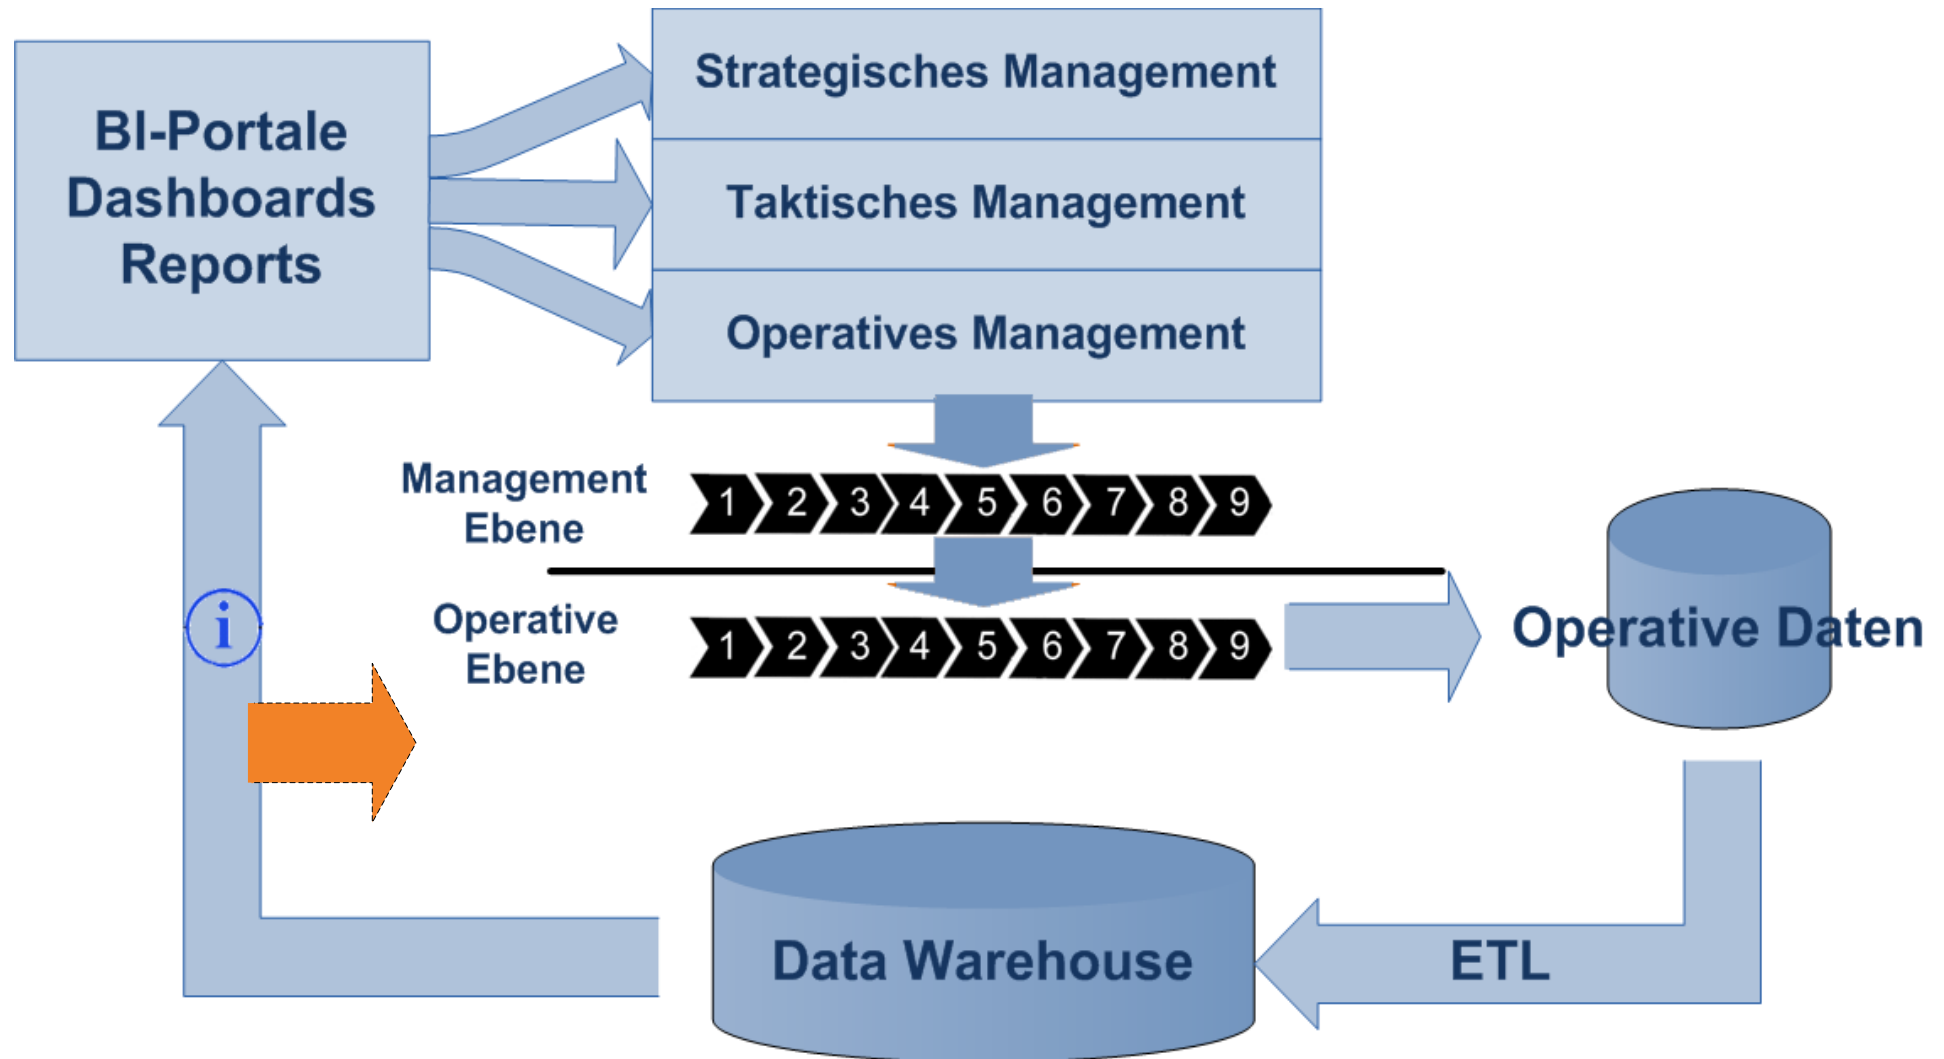 BI-Portale
Dashboards
Reports
Strategisches Management
Taktisches Management
Operatives Management
Management
Ebene
1 2 3 4 5 6 7 8 9
Operative
Ebene
1 2 3 4 5 6 7 8 9
i
Operative Daten
Data Warehouse
ETL